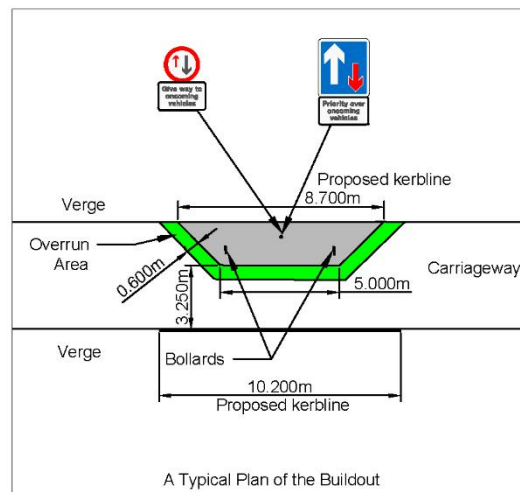 Give way to
oncoming
vehicles
Priority over
oncoming
vehicles
Proposed kerbline
Verge
8.700m
Overrun
Area
Carriageway
0.600m
3.250m
5.000m
Verge
Bollards
10.200m
Proposed kerbline
A Typical Plan of the Buildout